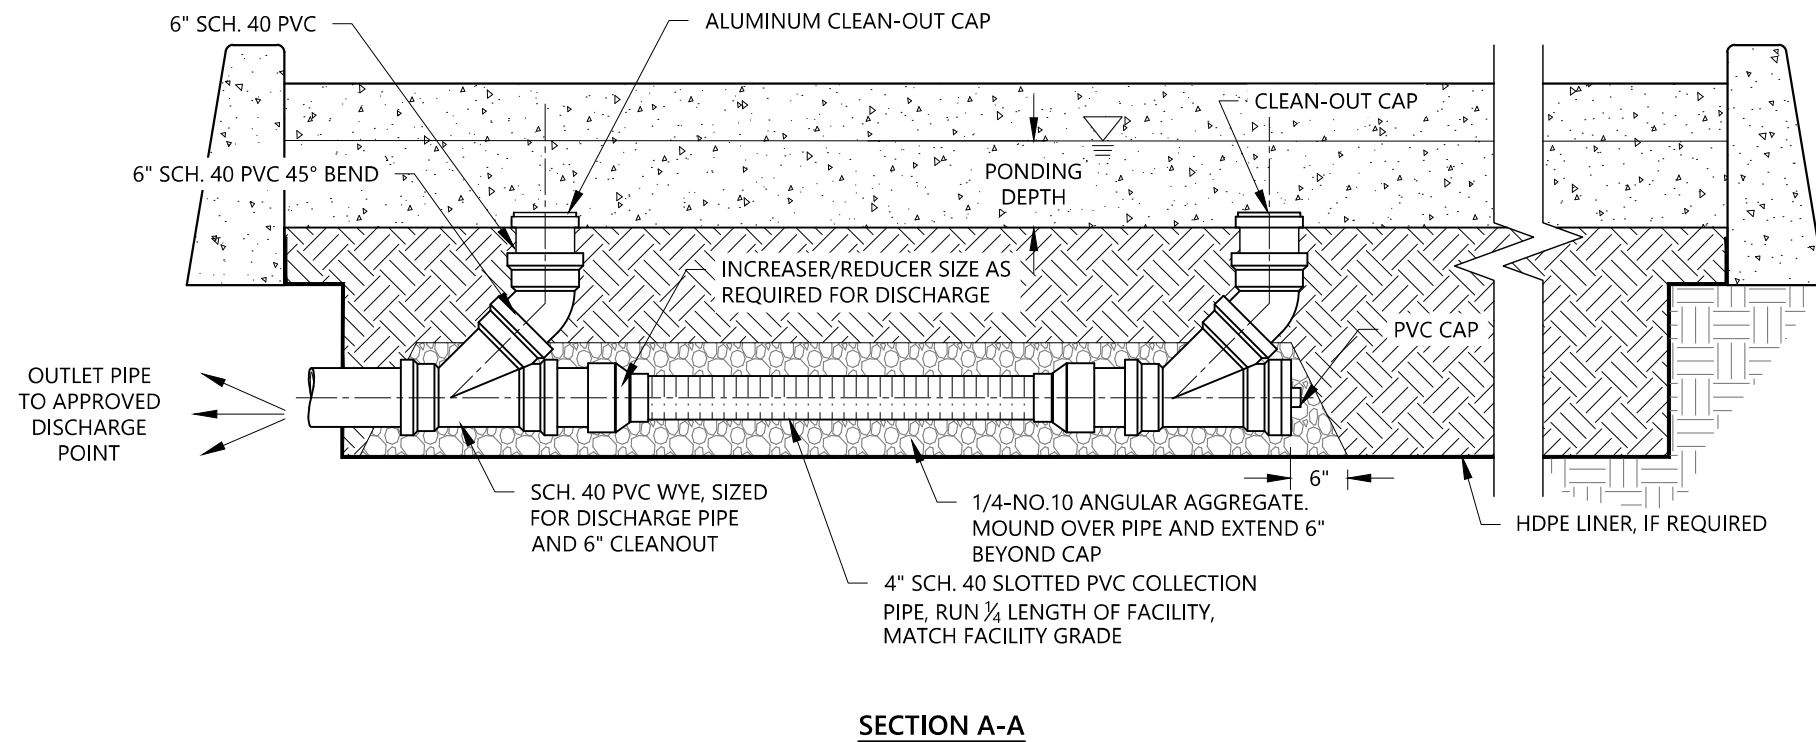 6" SCH. 40 PVC
ALUMINUM CLEAN-OUT CAP
CLEAN-OUT CAP
6" SCH. 40 PVC 45° BEND
PONDING
DEPTH
INCREASER/REDUCER SIZE AS
REQUIRED FOR DISCHARGE
PVC CAP
OUTLET PIPE
TO APPROVED
DISCHARGE
POINT
6"
SCH. 40 PVC WYE, SIZED
FOR DISCHARGE PIPE
AND 6" CLEANOUT
1/4-NO.10 ANGULAR AGGREGATE.
MOUND OVER PIPE AND EXTEND 6"
BEYOND CAP
HDPE LINER, IF REQUIRED
4" SCH. 40 SLOTTED PVC COLLECTION
PIPE, RUN 1/4 LENGTH OF FACILITY,
MATCH FACILITY GRADE
SECTION A-A